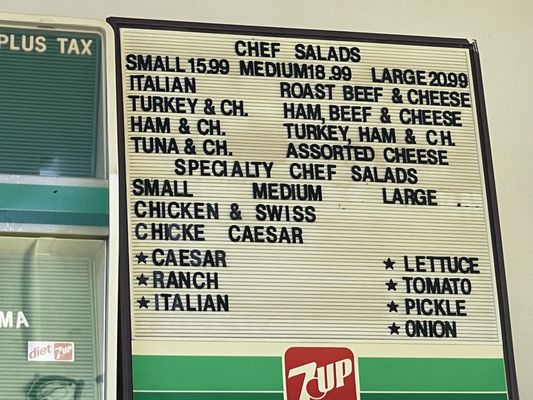 PLUS TAX
CHEF SALADS
SMALL 15.99 MEDIUM 18.99 LARGE 20.99
ITALIAN ROAST BEEF & CHEESE
TURKEY & CH. HAM, BEEF & CHEESE
HAM & CH. TURKEY, HAM & CH.
TUNA & CH. ASSORTED CHEESE
SPECIALTY CHEF SALADS
SMALL MEDIUM LARGE
CHICKEN & SWISS
CHICKE CAESAR
★ CAESAR ★ LETTUCE
★ RANCH ★ TOMATO
★ ITALIAN ★ PICKLE
★ ONION
diet 7UP
7UP